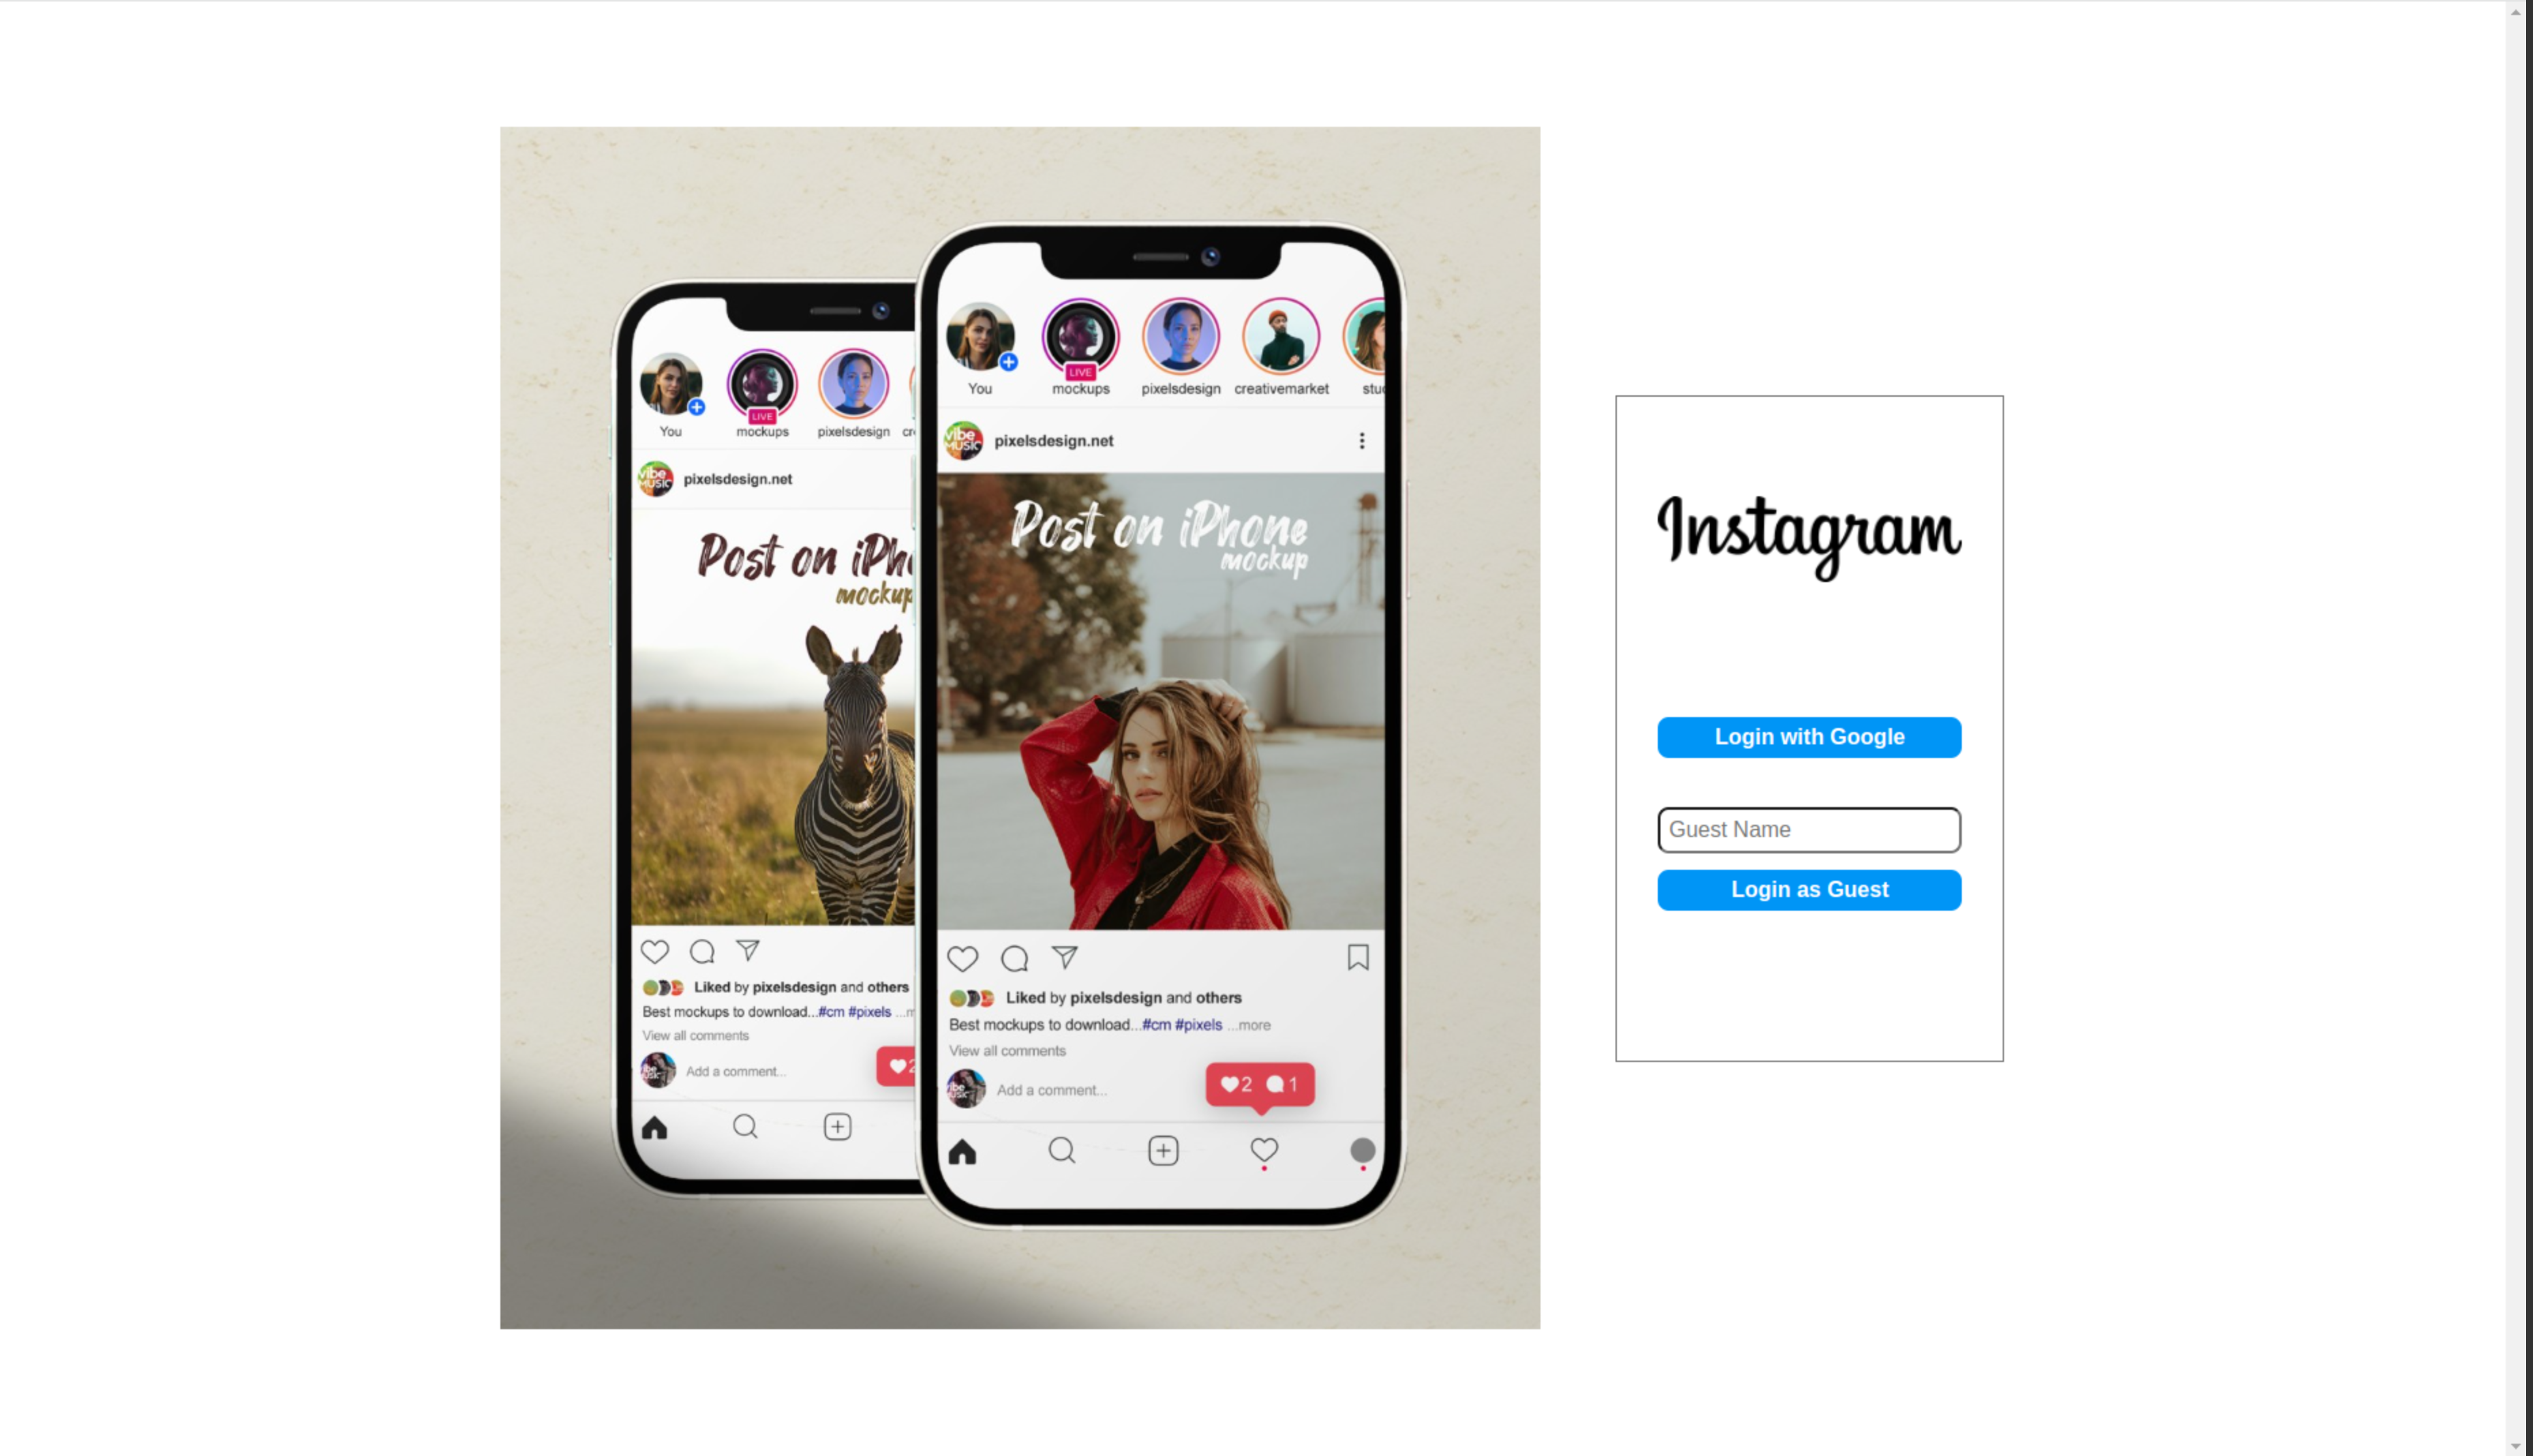 You
mockups
LIVE
pixelsdesign
pixelsdesign.net
Post on iPho
mockup
Liked by pixelsdesign and others
Best mockups to download...#cm #pixels ...m
View all comments
Add a comment...
2
You
LIVE
mockups
pixelsdesign
creativemarket
stu
pixelsdesign.net
Post on iPhone
mockup
Liked by pixelsdesign and others
Best mockups to download...#cm #pixels ...more
View all comments
Add a comment...
2 1
Instagram
Login with Google
Guest Name
Login as Guest